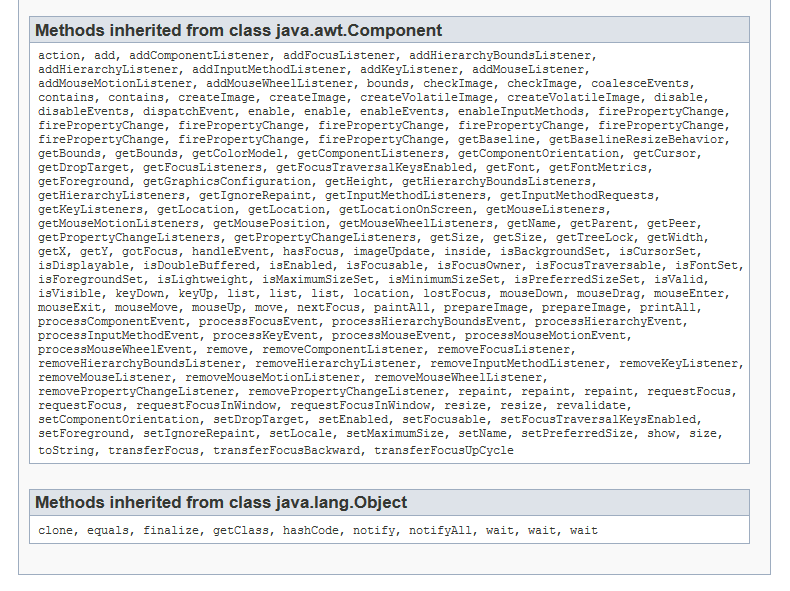 Methods inherited from class java.awt.Component
action, add, addComponentListener, addFocusListener, addHierarchyBoundsListener,
addHierarchyListener, addInputMethodListener, addKeyListener, addMouseListener,
addMouseMotionListener, addMouseWheelListener, bounds, checkImage, checkImage, coalesceEvents,
contains, contains, createImage, createImage, createVolatileImage, createVolatileImage, disable,
disableEvents, dispatchEvent, enable, enable, enableEvents, enableInputMethods, firePropertyChange,
firePropertyChange, firePropertyChange, firePropertyChange, firePropertyChange, firePropertyChange,
firePropertyChange, firePropertyChange, firePropertyChange, getBaseline, getBaselineResizeBehavior,
getBounds, getBounds, getColorModel, getComponentListeners, getComponentOrientation, getCursor,
getDropTarget, getFocusListeners, getFocusTraversalKeysEnabled, getFont, getFontMetrics,
getForeground, getGraphicsConfiguration, getHeight, getHierarchyBoundsListeners,
getHierarchyListeners, getIgnoreRepaint, getInputMethodListeners, getInputMethodRequests,
getKeyListeners, getLocation, getLocation, getLocationOnScreen, getMouseListeners,
getMouseMotionListeners, getMousePosition, getMouseWheelListeners, getName, getParent, getPeer,
getPropertyChangeListeners, getPropertyChangeListeners, getSize, getSize, getTreeLock, getWidth,
getX, getY, gotFocus, handleEvent, hasFocus, imageUpdate, inside, isBackgroundSet, isCursorSet,
isDisplayable, isDoubleBuffered, isEnabled, isFocusable, isFocusOwner, isFocusTraversable, isFontSet,
isForegroundSet, isLightweight, isMaximumSizeSet, isMinimumSizeSet, isPreferredSizeSet, isValid,
isVisible, keyDown, keyUp, list, list, list, location, lostFocus, mouseDown, mouseDrag, mouseEnter,
mouseExit, mouseMove, mouseUp, move, nextFocus, paintAll, prepareImage, prepareImage, printAll,
processComponentEvent, processFocusEvent, processHierarchyBoundsEvent, processHierarchyEvent,
processInputMethodEvent, processKeyEvent, processMouseEvent, processMouseMotionEvent,
processMouseWheelEvent, remove, removeComponentListener, removeFocusListener,
removeHierarchyBoundsListener, removeHierarchyListener, removeInputMethodListener, removeKeyListener,
removeMouseListener, removeMouseMotionListener, removeMouseWheelListener,
removePropertyChangeListener, removePropertyChangeListener, repaint, repaint, repaint, requestFocus,
requestFocus, requestFocusInWindow, requestFocusInWindow, resize, resize, revalidate,
setComponentOrientation, setDropTarget, setEnabled, setFocusable, setFocusTraversalKeysEnabled,
setForeground, setIgnoreRepaint, setLocale, setMaximumSize, setName, setPreferredSize, show, size,
toString, transferFocus, transferFocusBackward, transferFocusUpCycle
Methods inherited from class java.lang.Object
clone, equals, finalize, getClass, hashCode, notify, notifyAll, wait, wait, wait